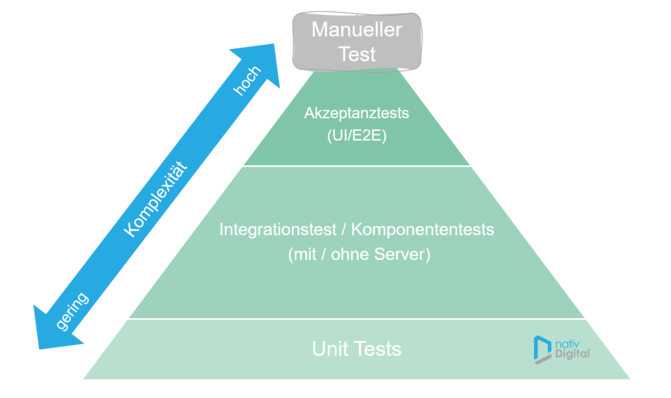 Manueller
Test
hoch
Akzeptanztests
(UI/E2E)
Komplexität
Integrationstest / Komponententests
(mit / ohne Server)
gering
Unit Tests
nativ
Digital